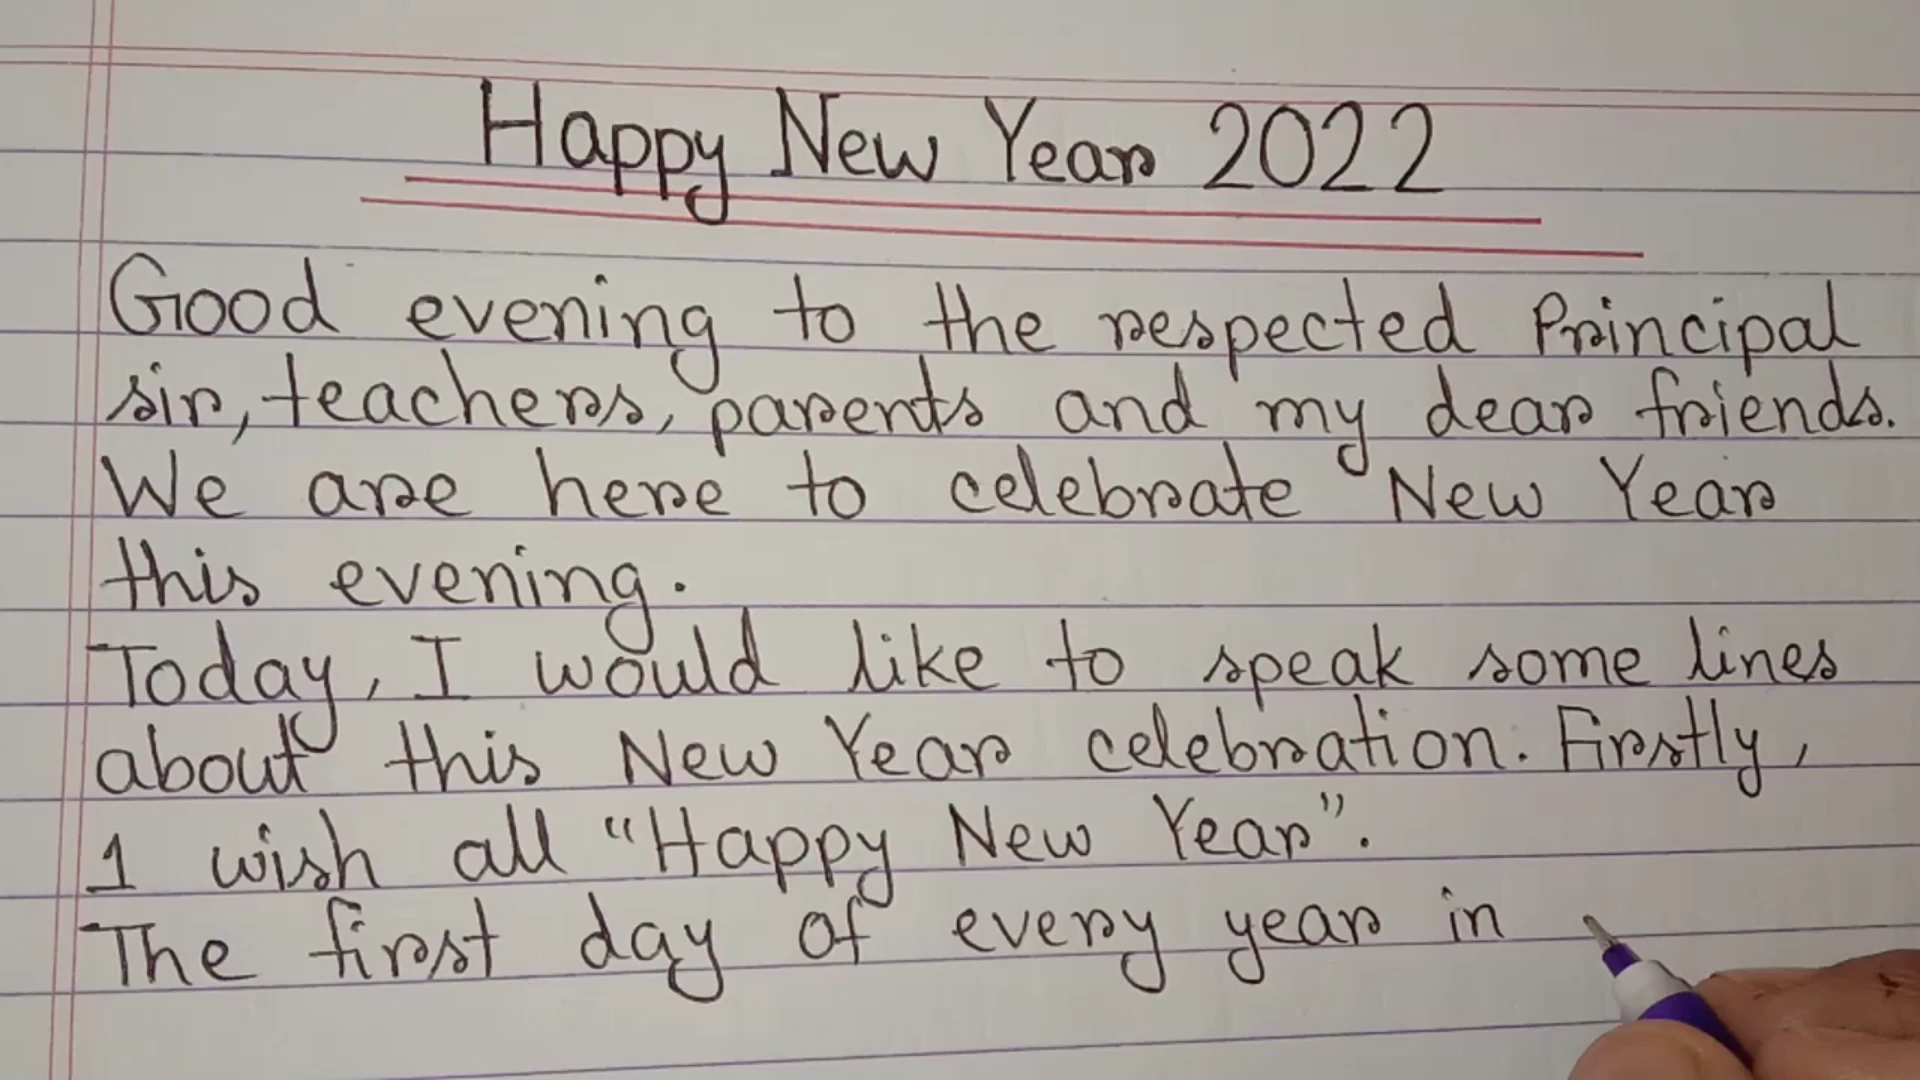 Happy New Year 2022
Good evening to the respected Principal
sir, teachers, parents and my dear friends.
We are here to celebrate New Year
this evening.
Today, I would like to speak some lines
about this New Year celebration. Firstly,
I wish all "Happy New Year".
The first day of every year in